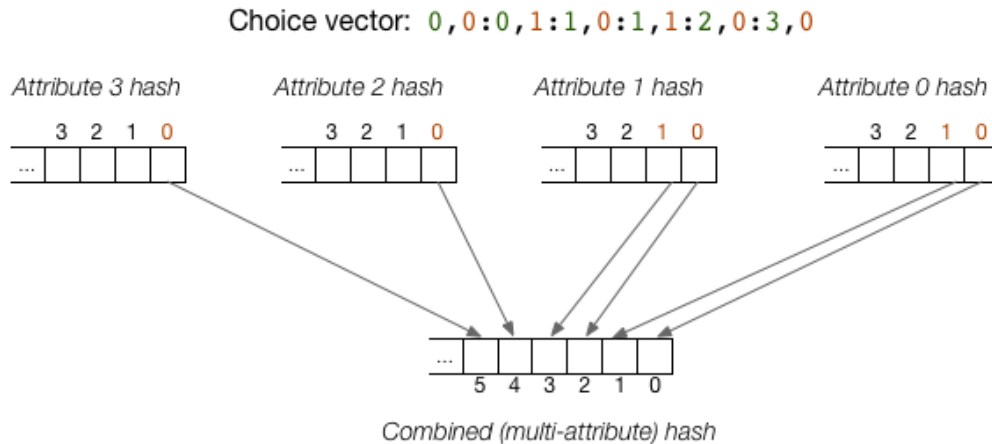 Choice vector: 0,0:0,1:1,0:1,1:2,0:3,0
Attribute 3 hash Attribute 2 hash Attribute 1 hash Attribute 0 hash
3 2 1 0 3 2 1 0 3 2 1 0 3 2 1 0
... ... ... ...
...
5 4 3 2 1 0
Combined (multi-attribute) hash